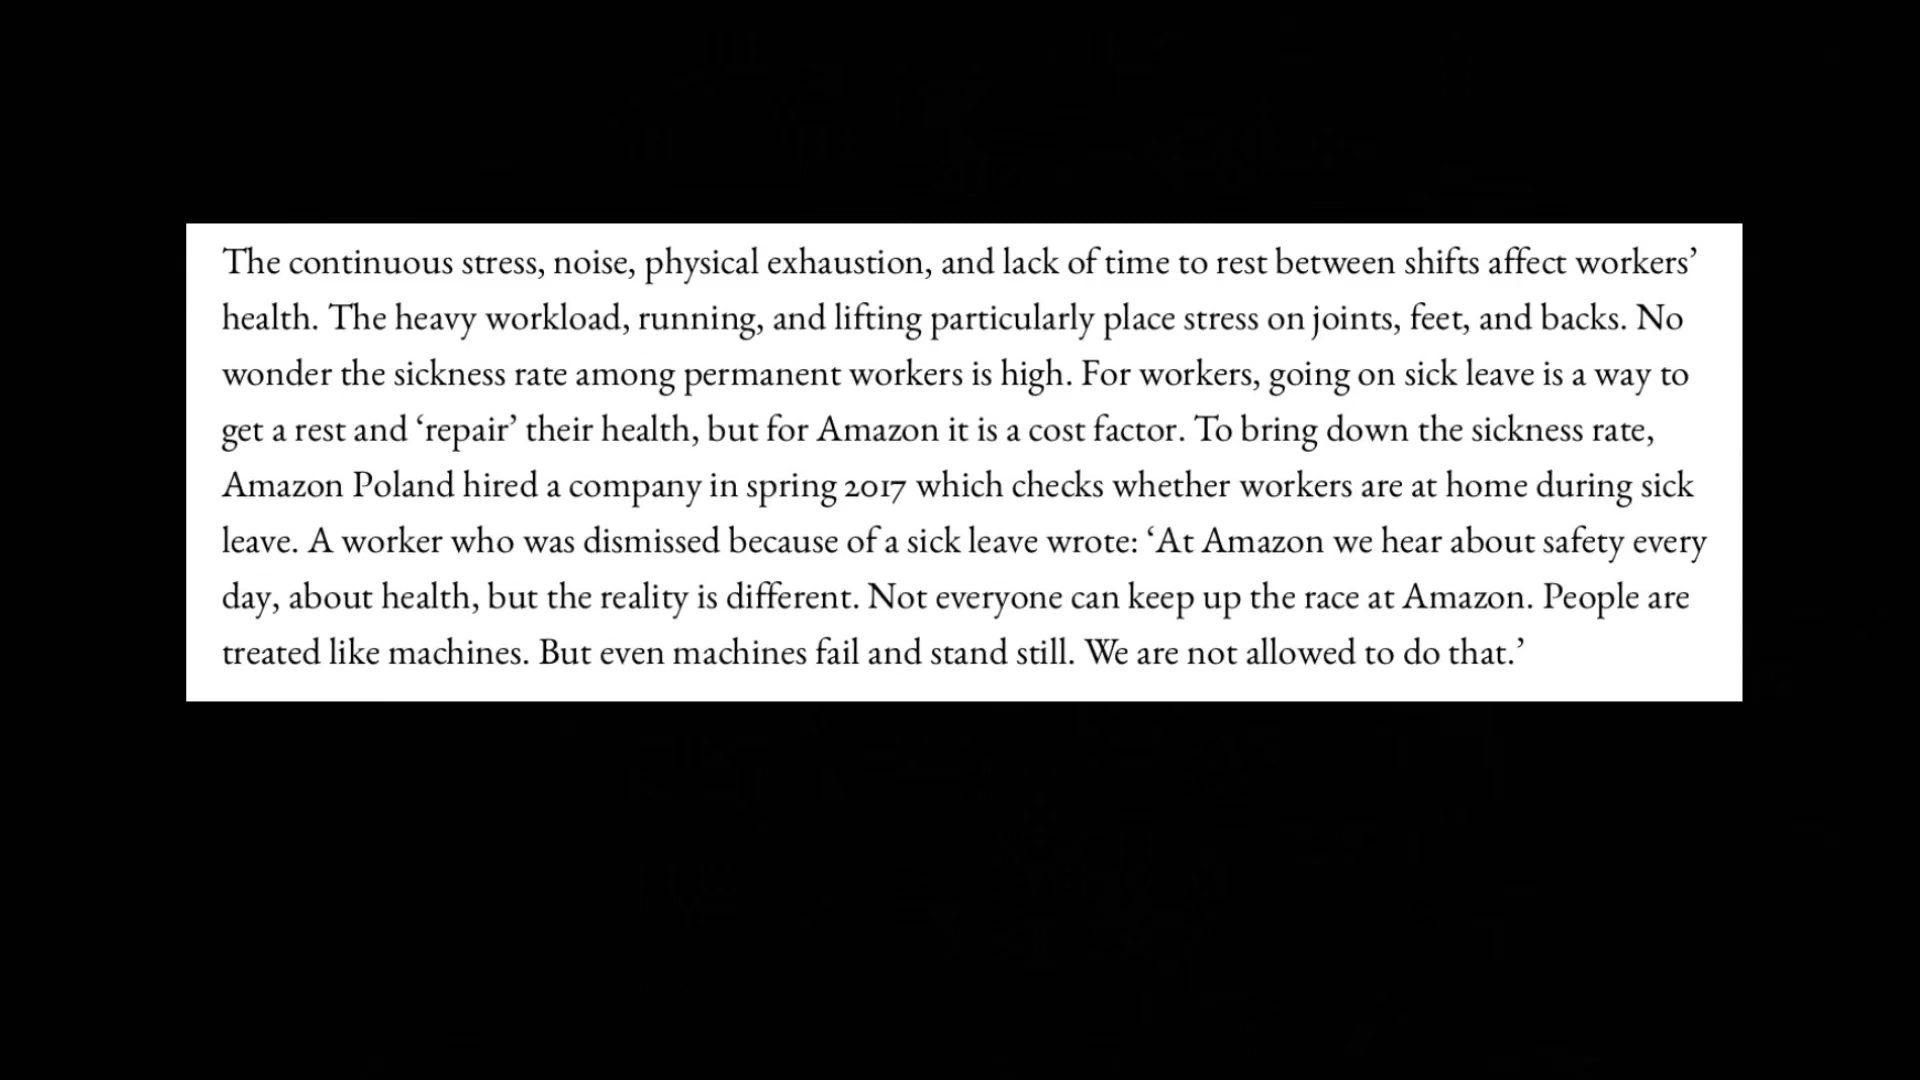 The continuous stress, noise, physical exhaustion, and lack of time to rest between shifts affect workers’
health. The heavy workload, running, and lifting particularly place stress on joints, feet, and backs. No
wonder the sickness rate among permanent workers is high. For workers, going on sick leave is a way to
get a rest and ‘repair’ their health, but for Amazon it is a cost factor. To bring down the sickness rate,
Amazon Poland hired a company in spring 2017 which checks whether workers are at home during sick
leave. A worker who was dismissed because of a sick leave wrote: ‘At Amazon we hear about safety every
day, about health, but the reality is different. Not everyone can keep up the race at Amazon. People are
treated like machines. But even machines fail and stand still. We are not allowed to do that.’